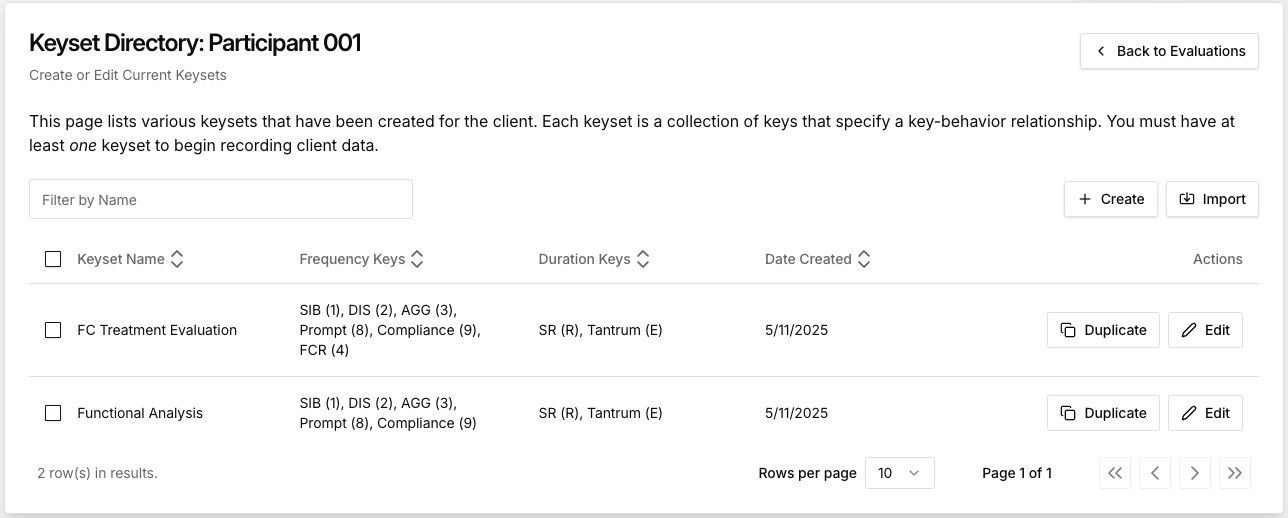 Keyset Directory: Participant 001
Back to Evaluations
Create or Edit Current Keysets
This page lists various keysets that have been created for the client. Each keyset is a collection of keys that specify a key-behavior relationship. You must have at
least one keyset to begin recording client data.
Filter by Name
Create
Import
Keyset Name
Frequency Keys
Duration Keys
Date Created
Actions
FC Treatment Evaluation
SIB (1), DIS (2), AGG (3),
Prompt (8), Compliance (9),
FCR (4)
SR (R), Tantrum (E)
5/11/2025
Duplicate
Edit
Functional Analysis
SIB (1), DIS (2), AGG (3),
Prompt (8), Compliance (9)
SR (R), Tantrum (E)
5/11/2025
Duplicate
Edit
2 row(s) in results.
Rows per page
10
Page 1 of 1